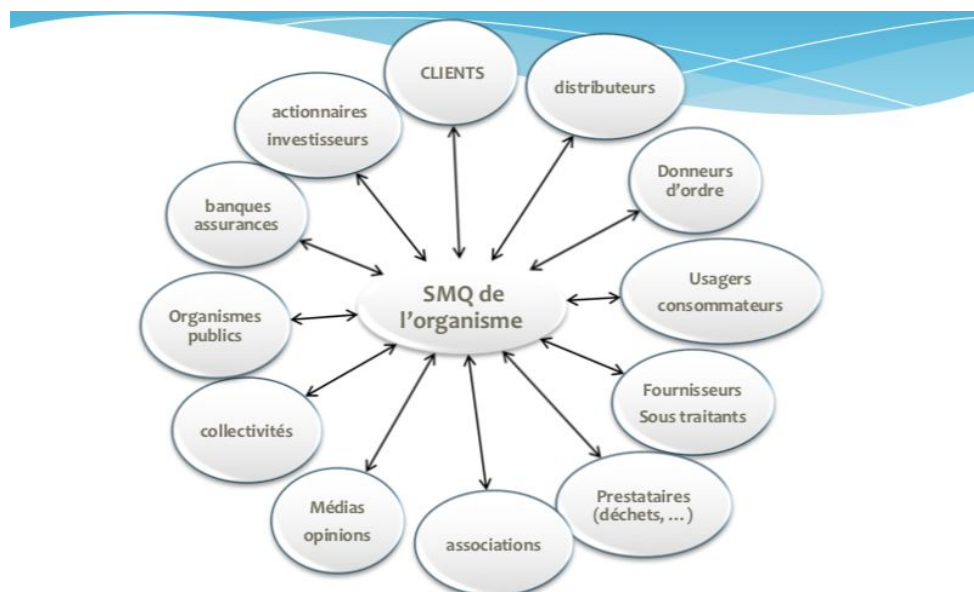 CLIENTS
distributeurs
actionnaires
investisseurs
Donneurs
d'ordre
banques
assurances
Usagers
consommateurs
SMQ de
l'organisme
Organismes
publics
Fournisseurs
Sous traitants
collectivités
Prestataires
(déchets, ...)
Médias
opinions
associations